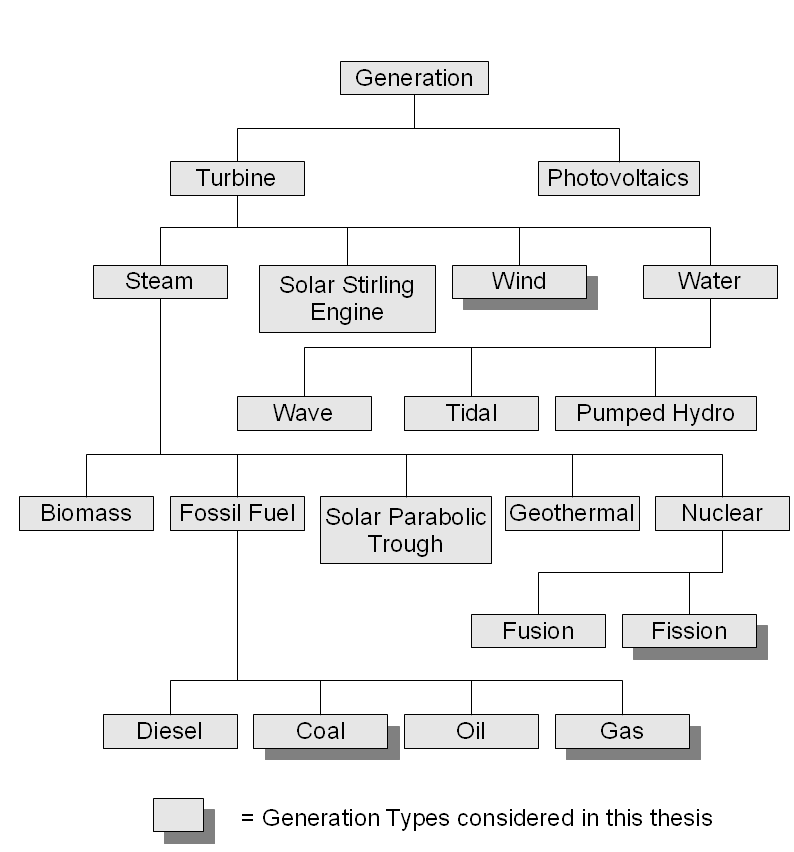 Generation
Turbine
Photovoltaics
Steam
Solar Stirling
Engine
Wind
Water
Wave
Tidal
Pumped Hydro
Biomass
Fossil Fuel
Solar Parabolic
Trough
Geothermal
Nuclear
Fusion
Fission
Diesel
Coal
Oil
Gas
= Generation Types considered in this thesis